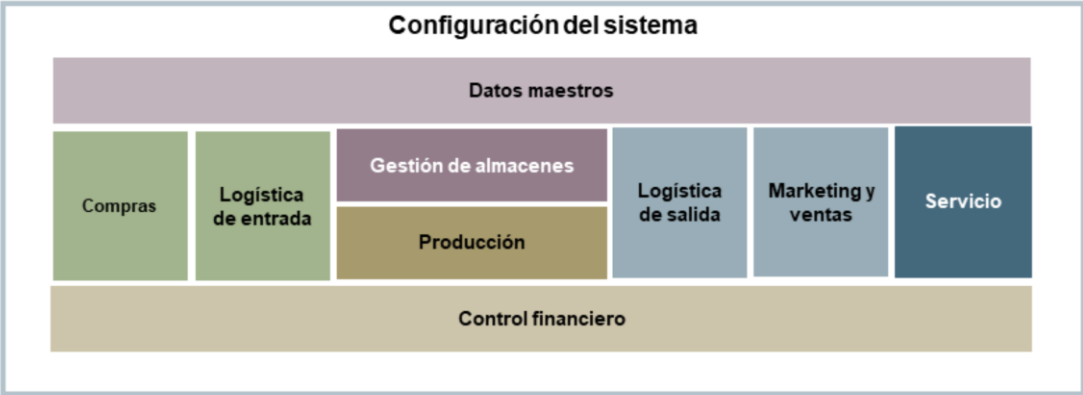 Configuración del sistema
Datos maestros
Compras
Logística
de entrada
Gestión de almacenes
Producción
Logística
de salida
Marketing y
ventas
Servicio
Control financiero